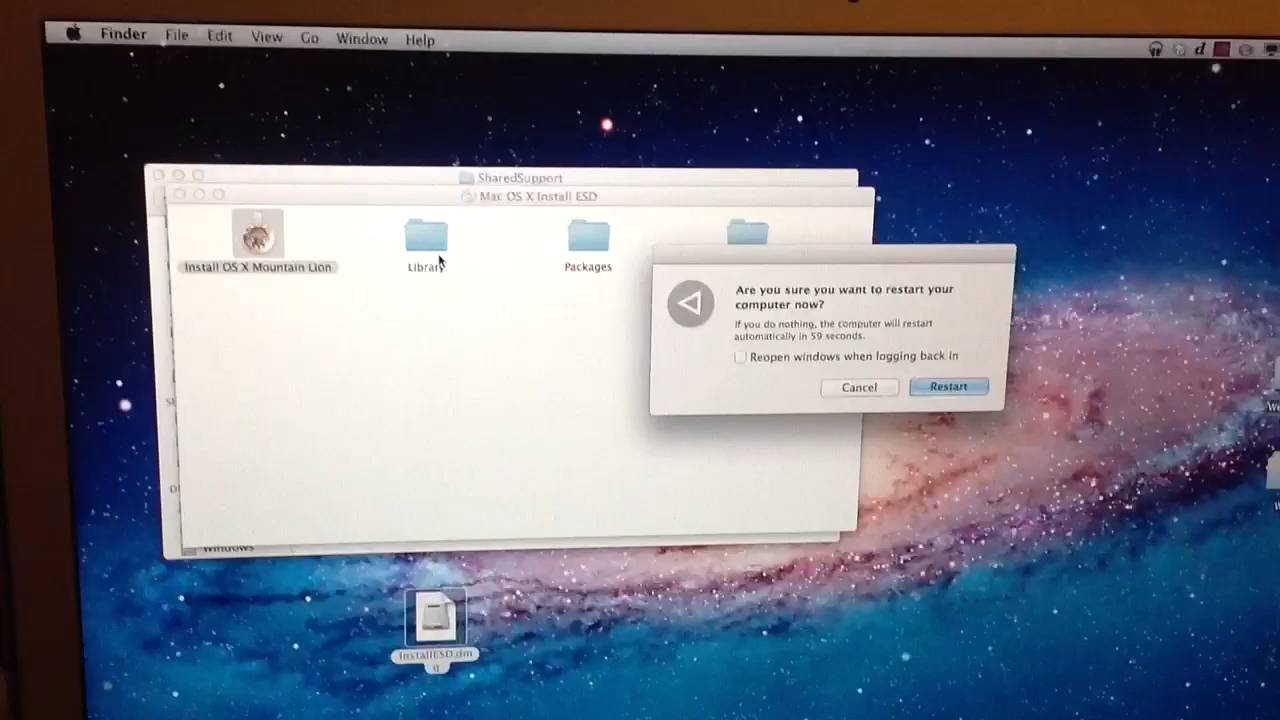 Finder File Edit View Go Window Help
SharedSupport
Mac OS X Install ESD
Install OS X Mountain Lion
Library
Packages
Are you sure you want to restart your
computer now?
If you do nothing, the computer will restart
automatically in 59 seconds.
Reopen windows when logging back in
Cancel
Restart
Windows
InstallESD.dm
g